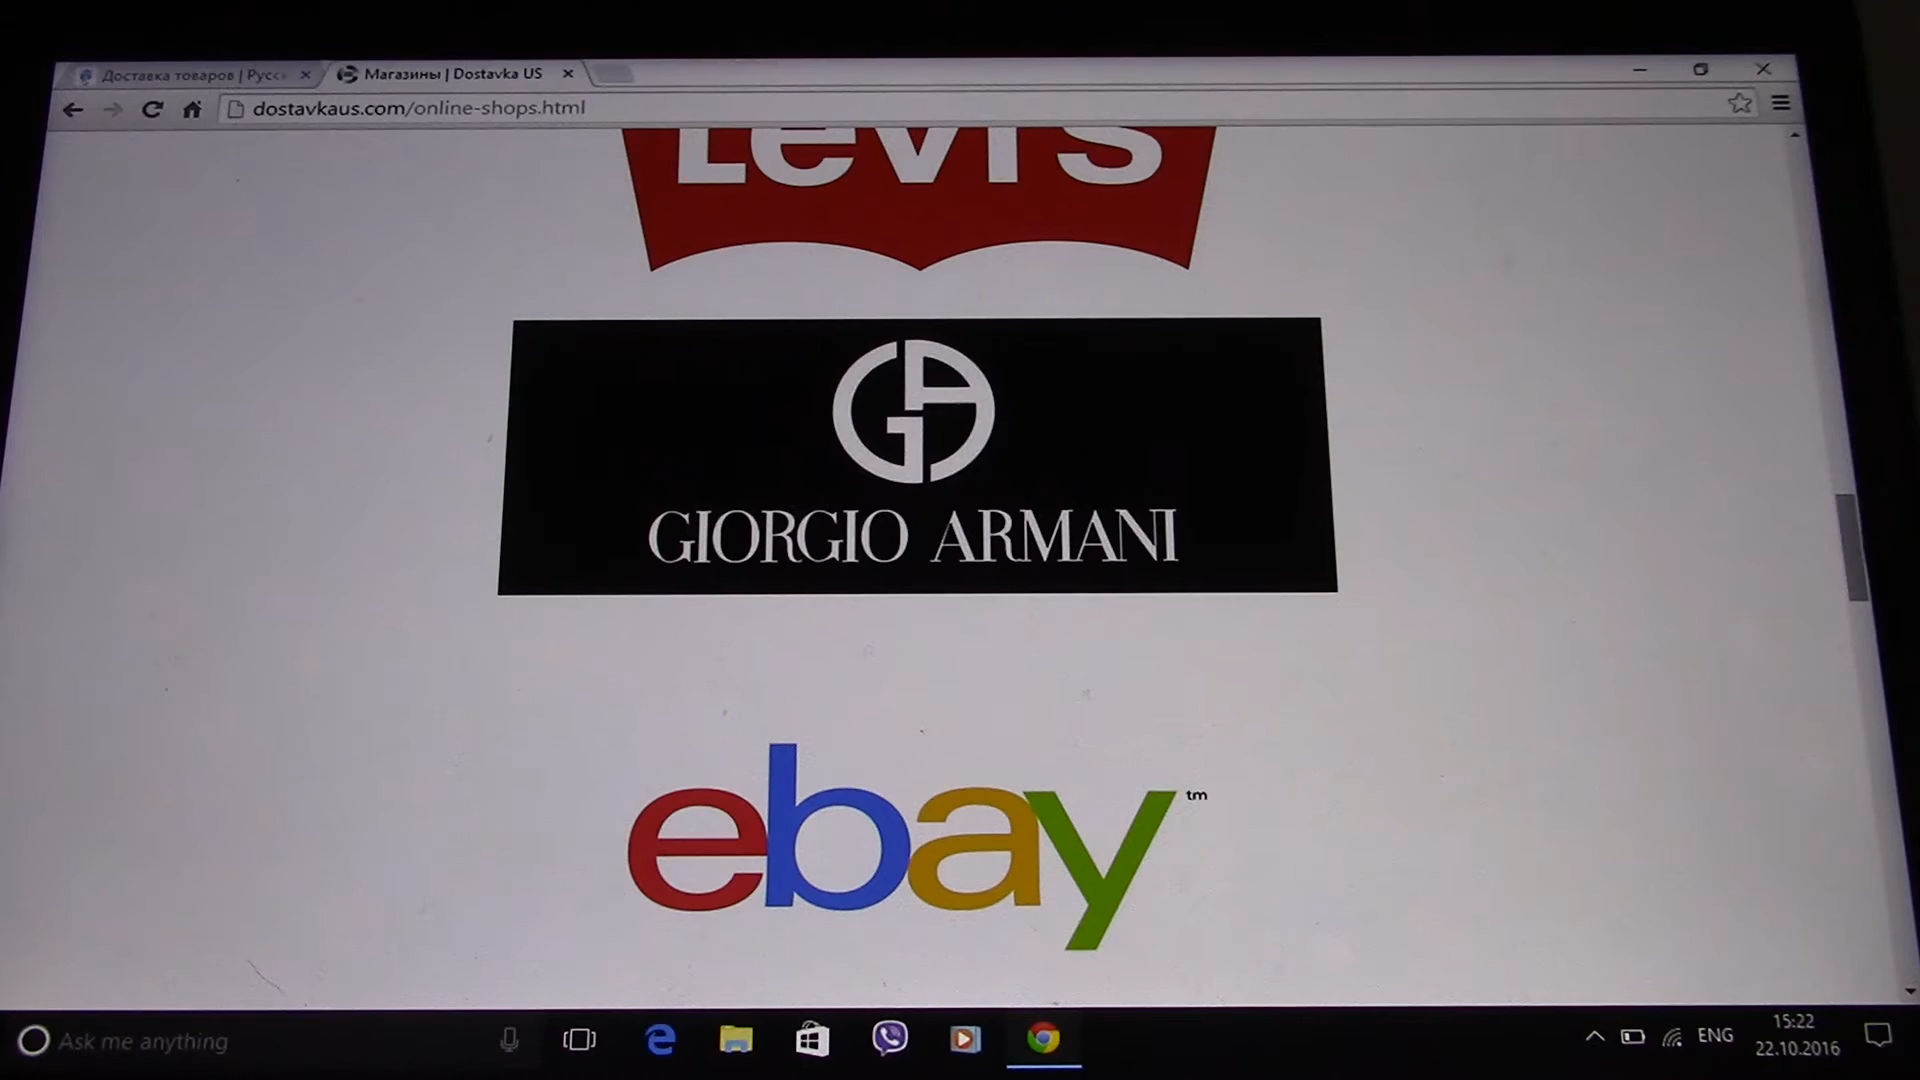 Доставка товаров | Русс
Магазины | Dostavka US
dostavkaus.com/online-shops.html
Levi's
GIORGIO ARMANI
ebay tm
Ask me anything
ENG
15:22
22.10.2016